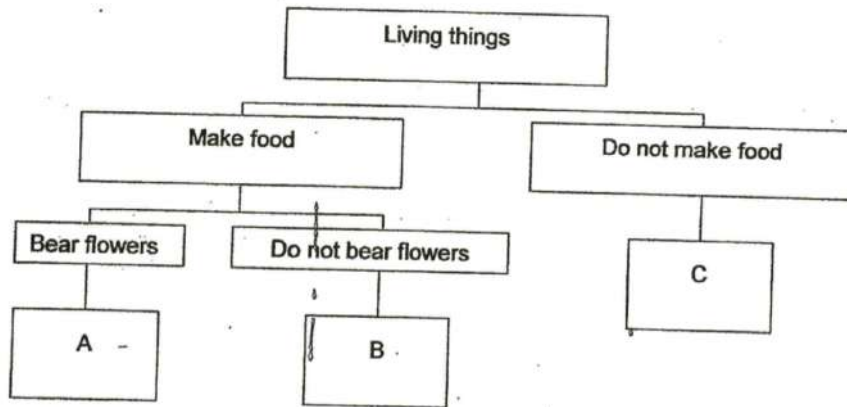 Living things
Make food
Do not make food
Bear flowers
Do not bear flowers
C
A
B